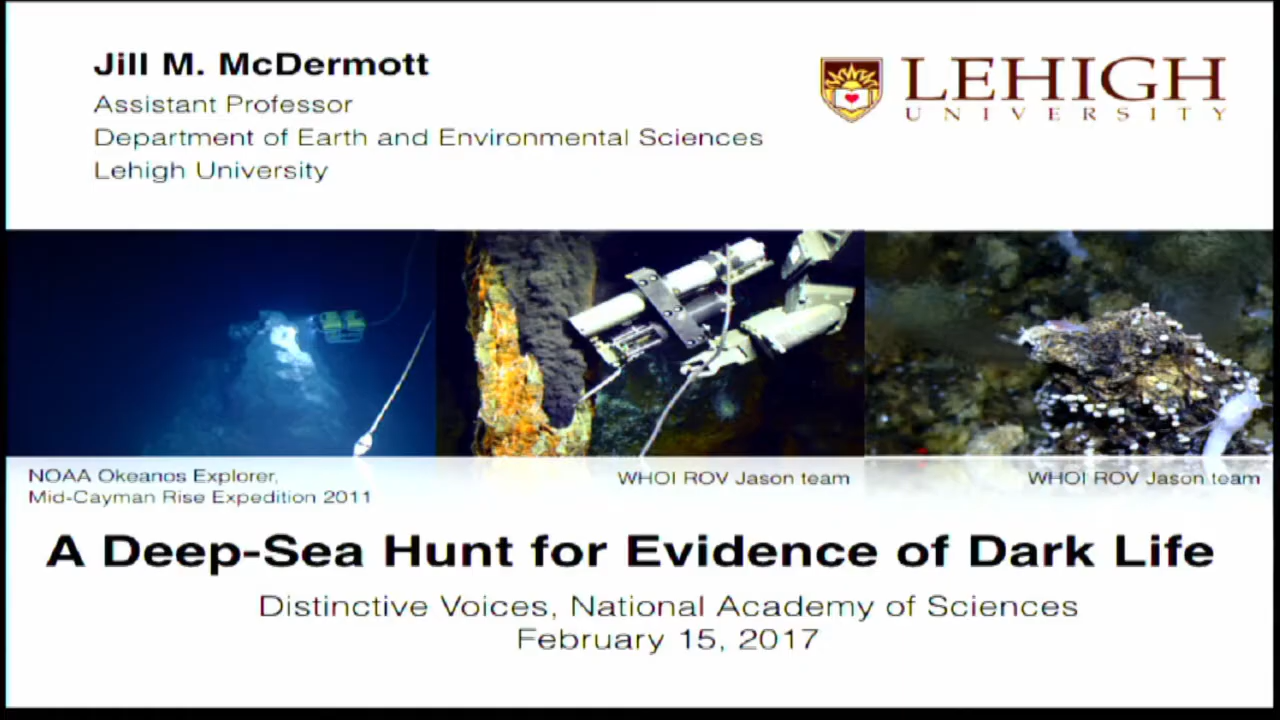 Jill M. McDermott
Assistant Professor
Department of Earth and Environmental Sciences
Lehigh University
LEHIGH
UNIVERSITY
NOAA Okeanos Explorer,
Mid-Cayman Rise Expedition 2011
WHOI ROV Jason team
WHOI ROV Jason team
A Deep-Sea Hunt for Evidence of Dark Life
Distinctive Voices, National Academy of Sciences
February 15, 2017